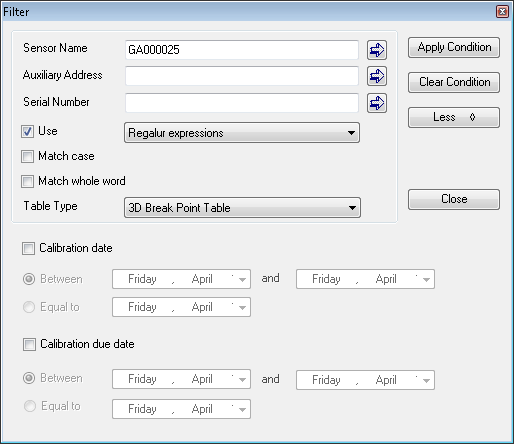 Filter
Sensor Name GA000025 Apply Condition
Auxiliary Address Clear Condition
Serial Number Less
Use Regalur expressions
Match case
Match whole word
Table Type 3D Break Point Table Close
Calibration date
Between Friday , April and Friday , April
Equal to Friday , April
Calibration due date
Between Friday , April and Friday , April
Equal to Friday , April